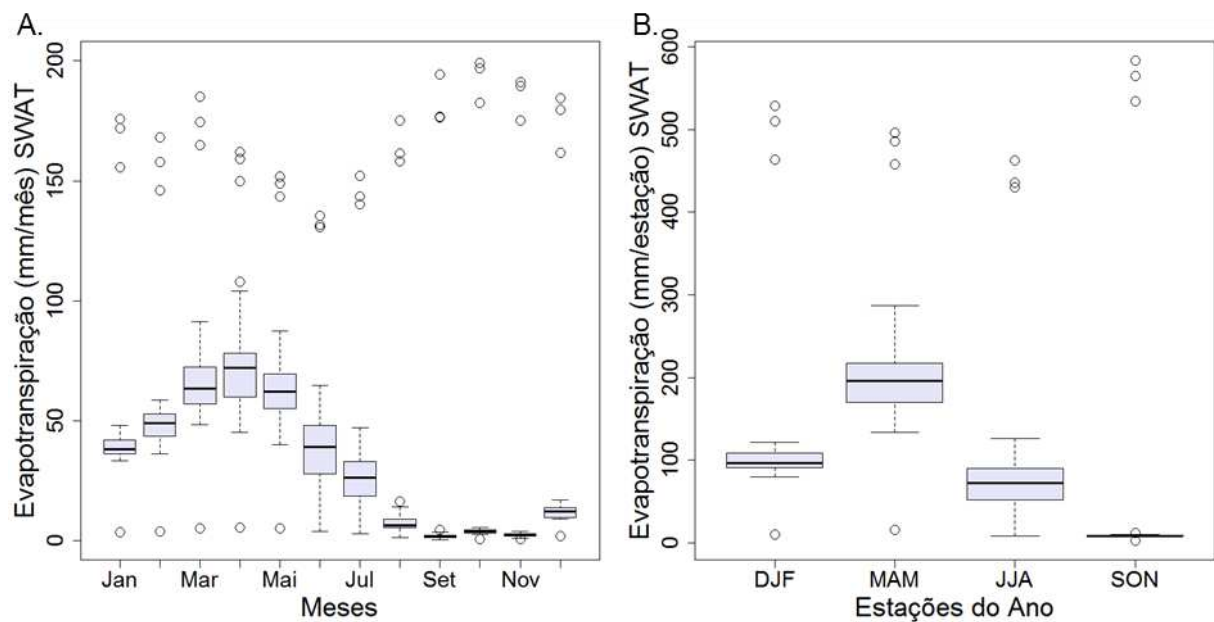 A.
Evapotranspiração (mm/mês) SWAT
200
150
100
50
0
Jan Mar Mai Jul Set Nov
Meses
B.
Evapotranspiração (mm/estação) SWAT
600
500
400
300
200
100
0
DJF MAM JJA SON
Estações do Ano